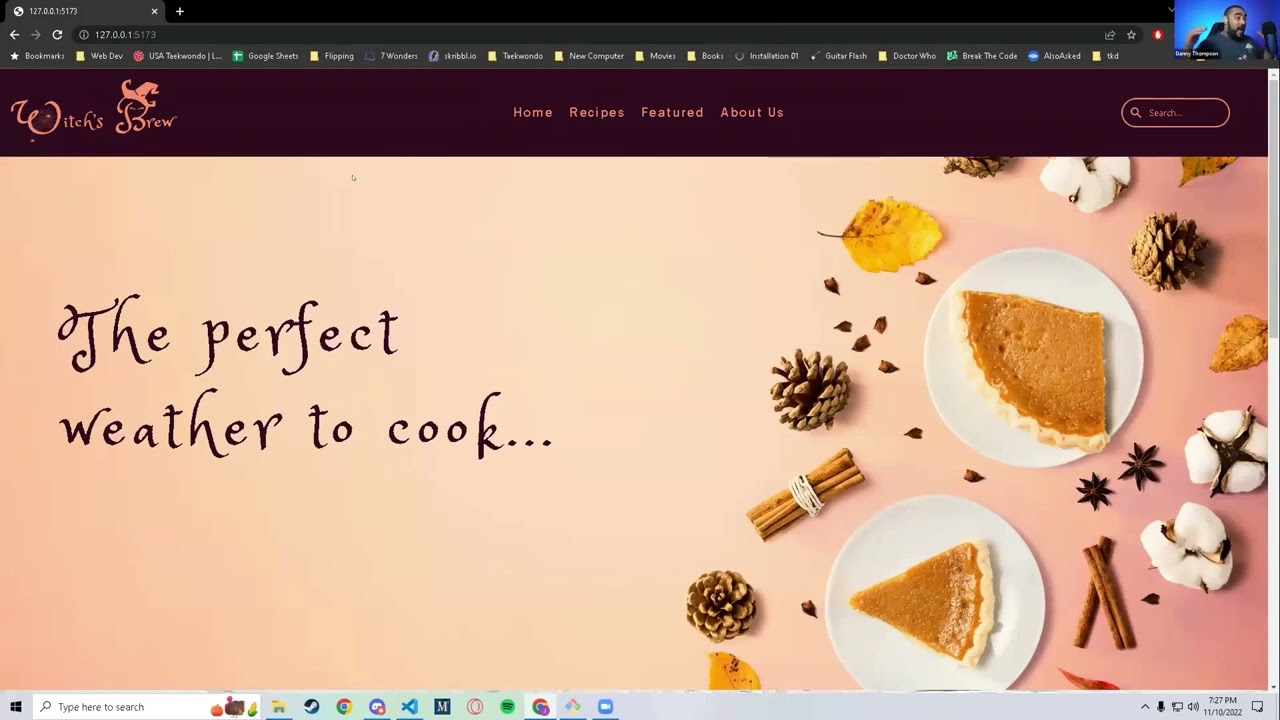 127.0.0.1:5173
127.0.0.1:5173
Danny Thompson
Bookmarks Web Dev USA Taekwondo | L... Google Sheets Flipping 7 Wonders skribbl.io Taekwondo New Computer Movies Books Installation 01 Guitar Flash Doctor Who Break The Code AlsoAsked tkd
Witch's Brew
Home Recipes Featured About Us
Search...
The perfect
weather to cook...
Type here to search
7:27 PM
11/10/2022